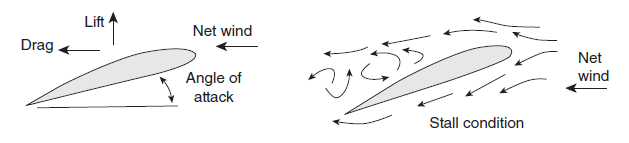 Lift
Net wind
Drag
Angle of
attack
Net
wind
Stall condition